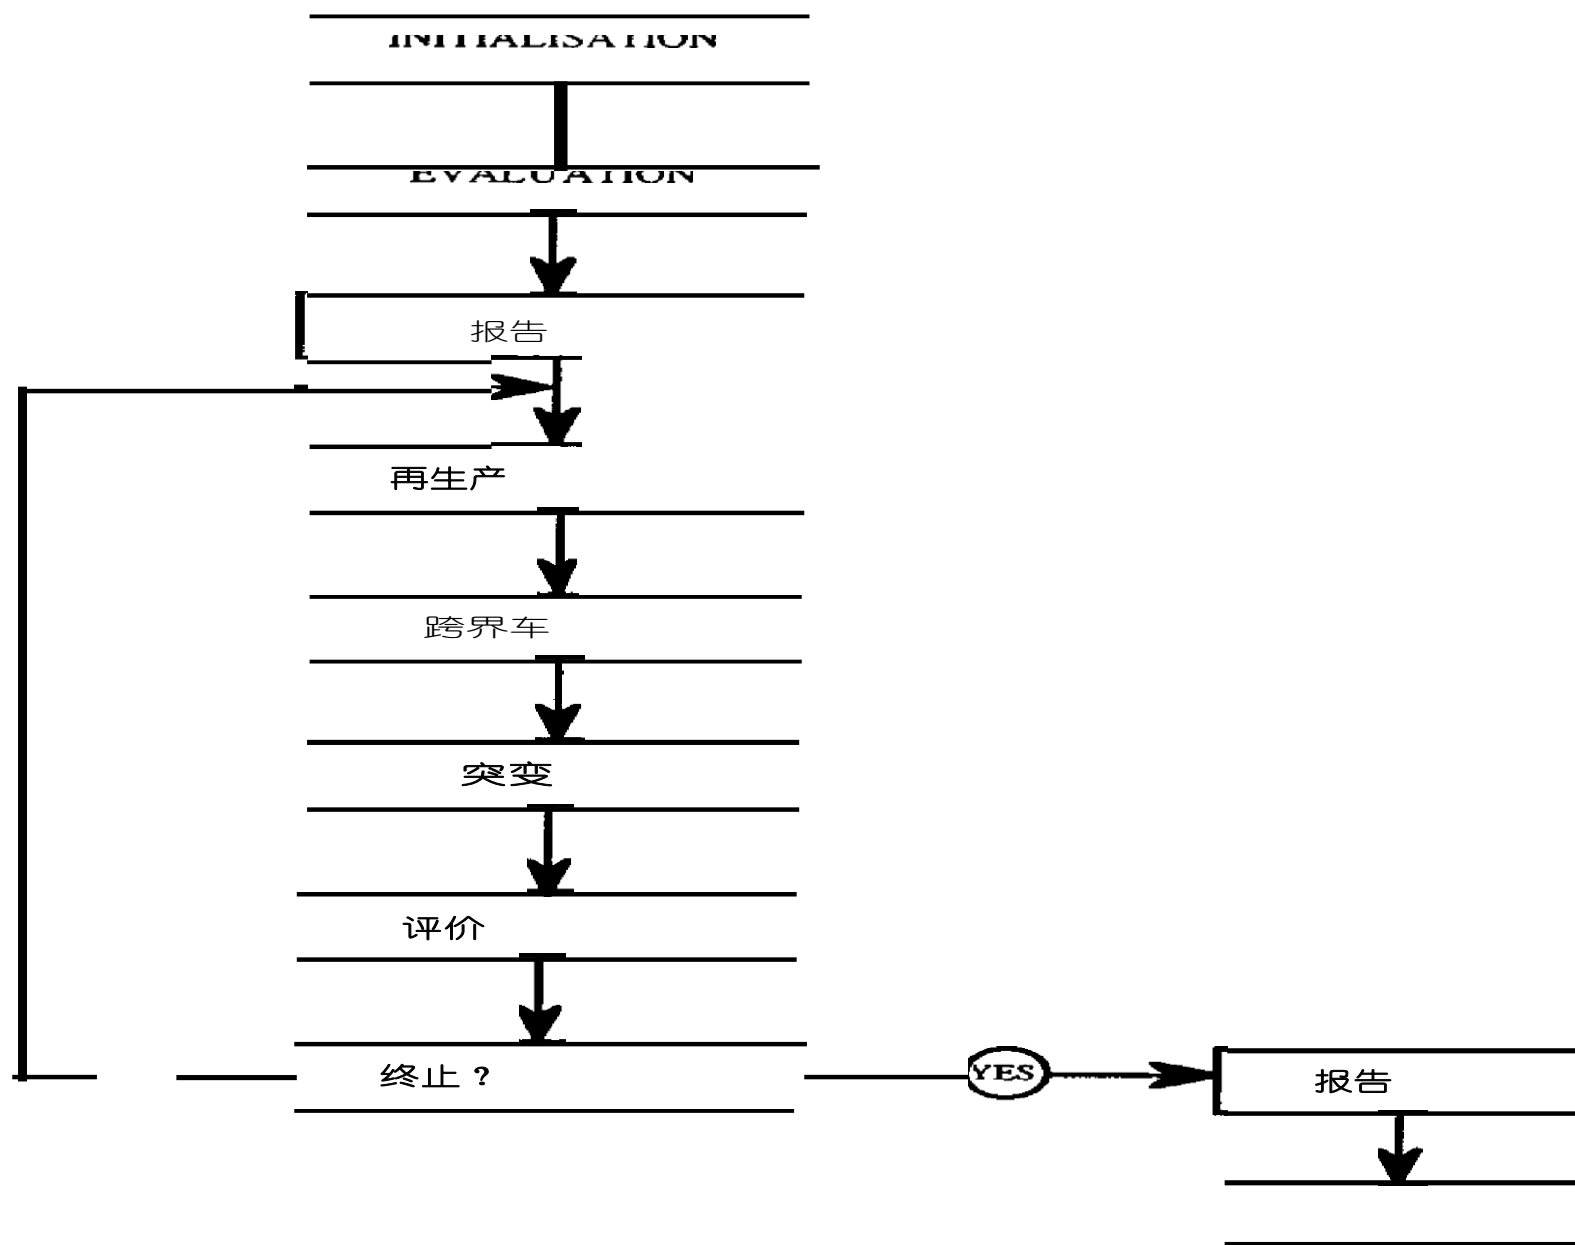 INITIALISATION
EVALUATION
报告
再生产
跨界车
突变
评价
终止？
YES
报告